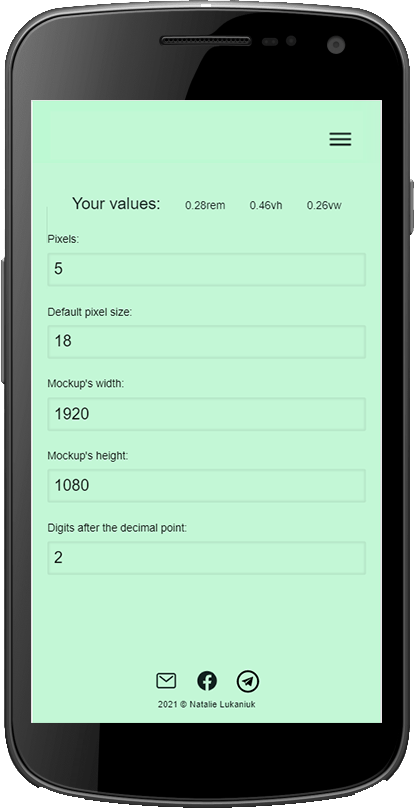 Your values: 0.28rem 0.46vh 0.26vw
Pixels:
5
Default pixel size:
18
Mockup's width:
1920
Mockup's height:
1080
Digits after the decimal point:
2
2021 © Natalie Lukaniuk